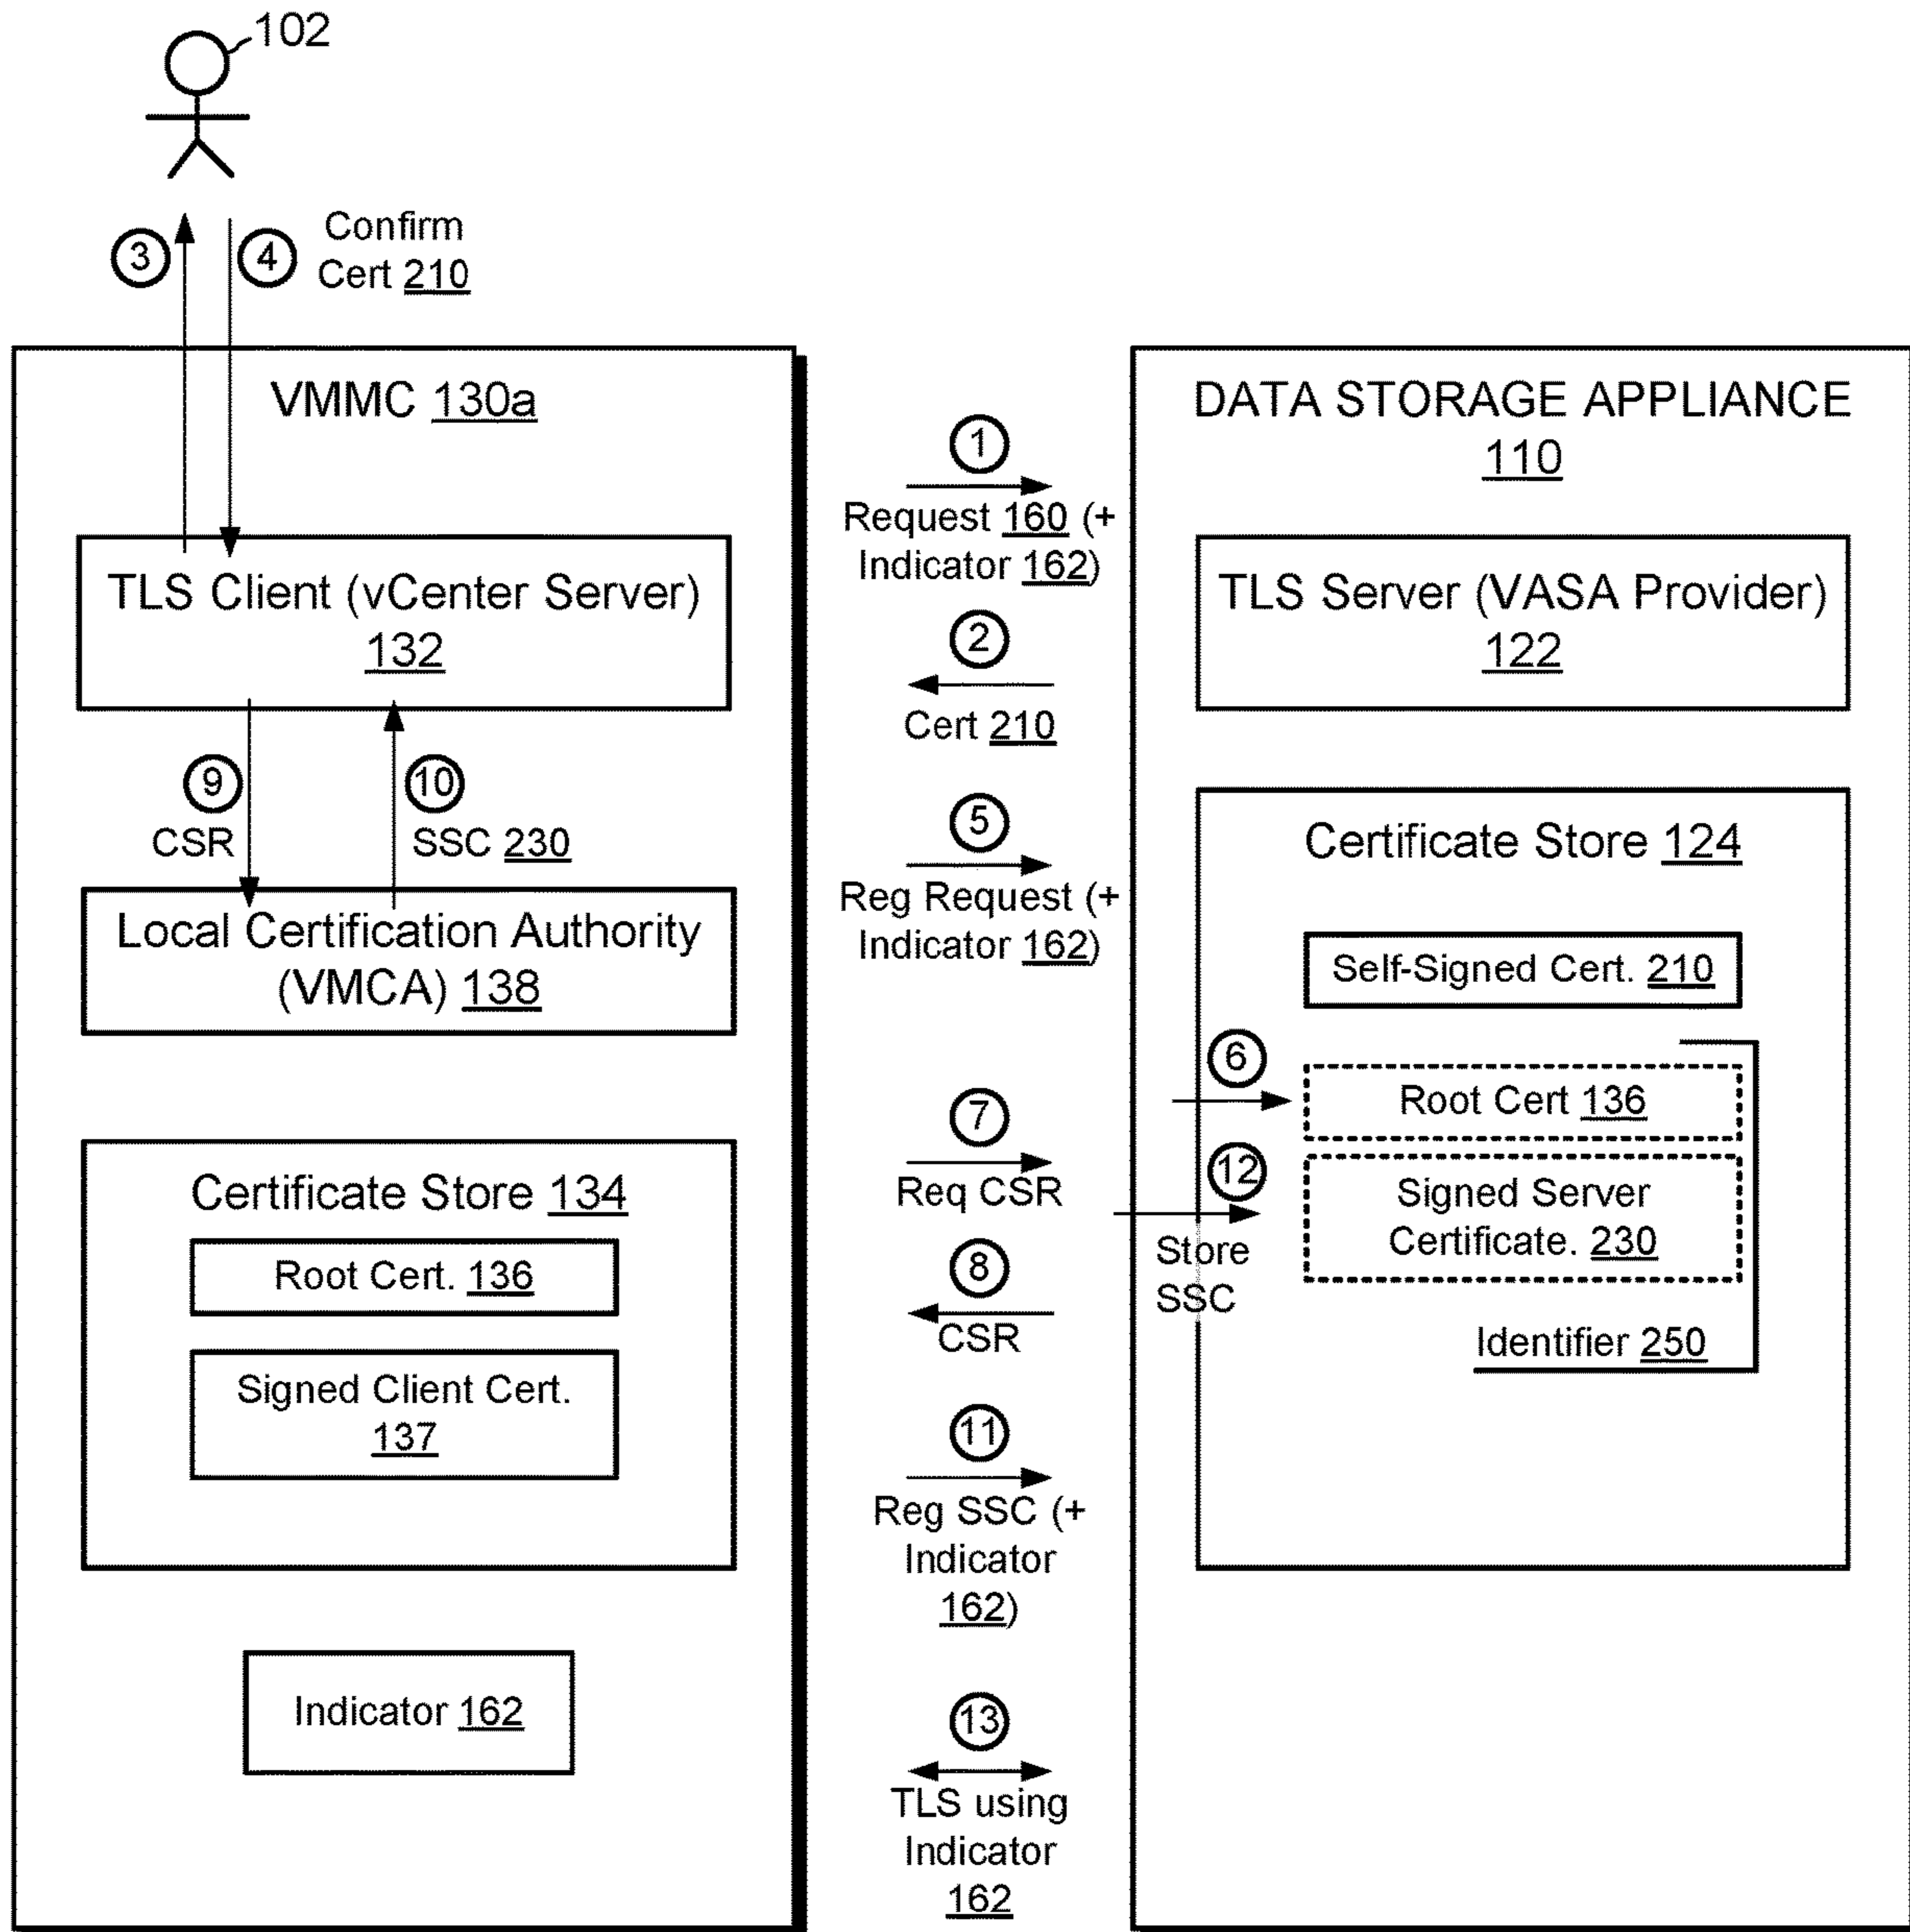 102
3
4
Confirm
Cert 210
VMMC 130a
TLS Client (vCenter Server)
132
9
CSR
10
SSC 230
Local Certification Authority
(VMCA) 138
Certificate Store 134
Root Cert. 136
Signed Client Cert.
137
Indicator 162
1
Request 160 (+
Indicator 162)
2
Cert 210
5
Reg Request (+
Indicator 162)
7
Req CSR
8
CSR
11
Reg SSC (+
Indicator
162)
13
TLS using
Indicator
162
DATA STORAGE APPLIANCE
110
TLS Server (VASA Provider)
122
Certificate Store 124
Self-Signed Cert. 210
6
Root Cert 136
12
Store
SSC
Signed Server
Certificate. 230
Identifier 250